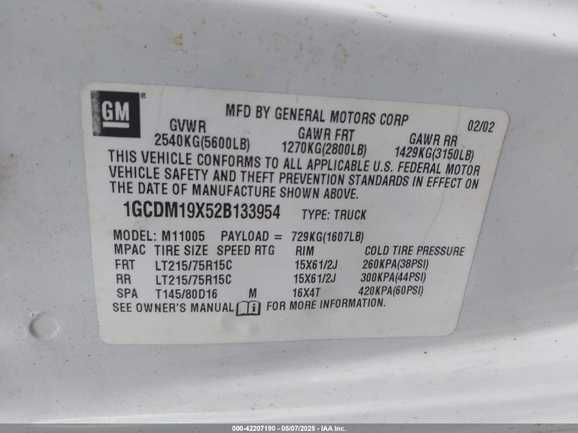 GM ®
MFD BY GENERAL MOTORS CORP 02/02
GVWR GAWR FRT GAWR RR
2540KG(5600LB) 1270KG(2800LB) 1429KG(3150LB)
THIS VEHICLE CONFORMS TO ALL APPLICABLE U.S. FEDERAL MOTOR
VEHICLE SAFETY AND THEFT PREVENTION STANDARDS IN EFFECT ON
THE DATE OF MANUFACTURE SHOWN ABOVE.
1GCDM19X52B133954 TYPE: TRUCK
MODEL: M11005 PAYLOAD = 729KG(1607LB)
MPAC TIRE SIZE SPEED RTG RIM COLD TIRE PRESSURE
FRT LT215/75R15C 15X61/2J 260KPA(38PSI)
RR LT215/75R15C 15X61/2J 300KPA(44PSI)
SPA T145/80D16 M 16X4T 420KPA(60PSI)
SEE OWNER'S MANUAL FOR MORE INFORMATION.
000-42207190 - 05/07/2025 - IAA, Inc.